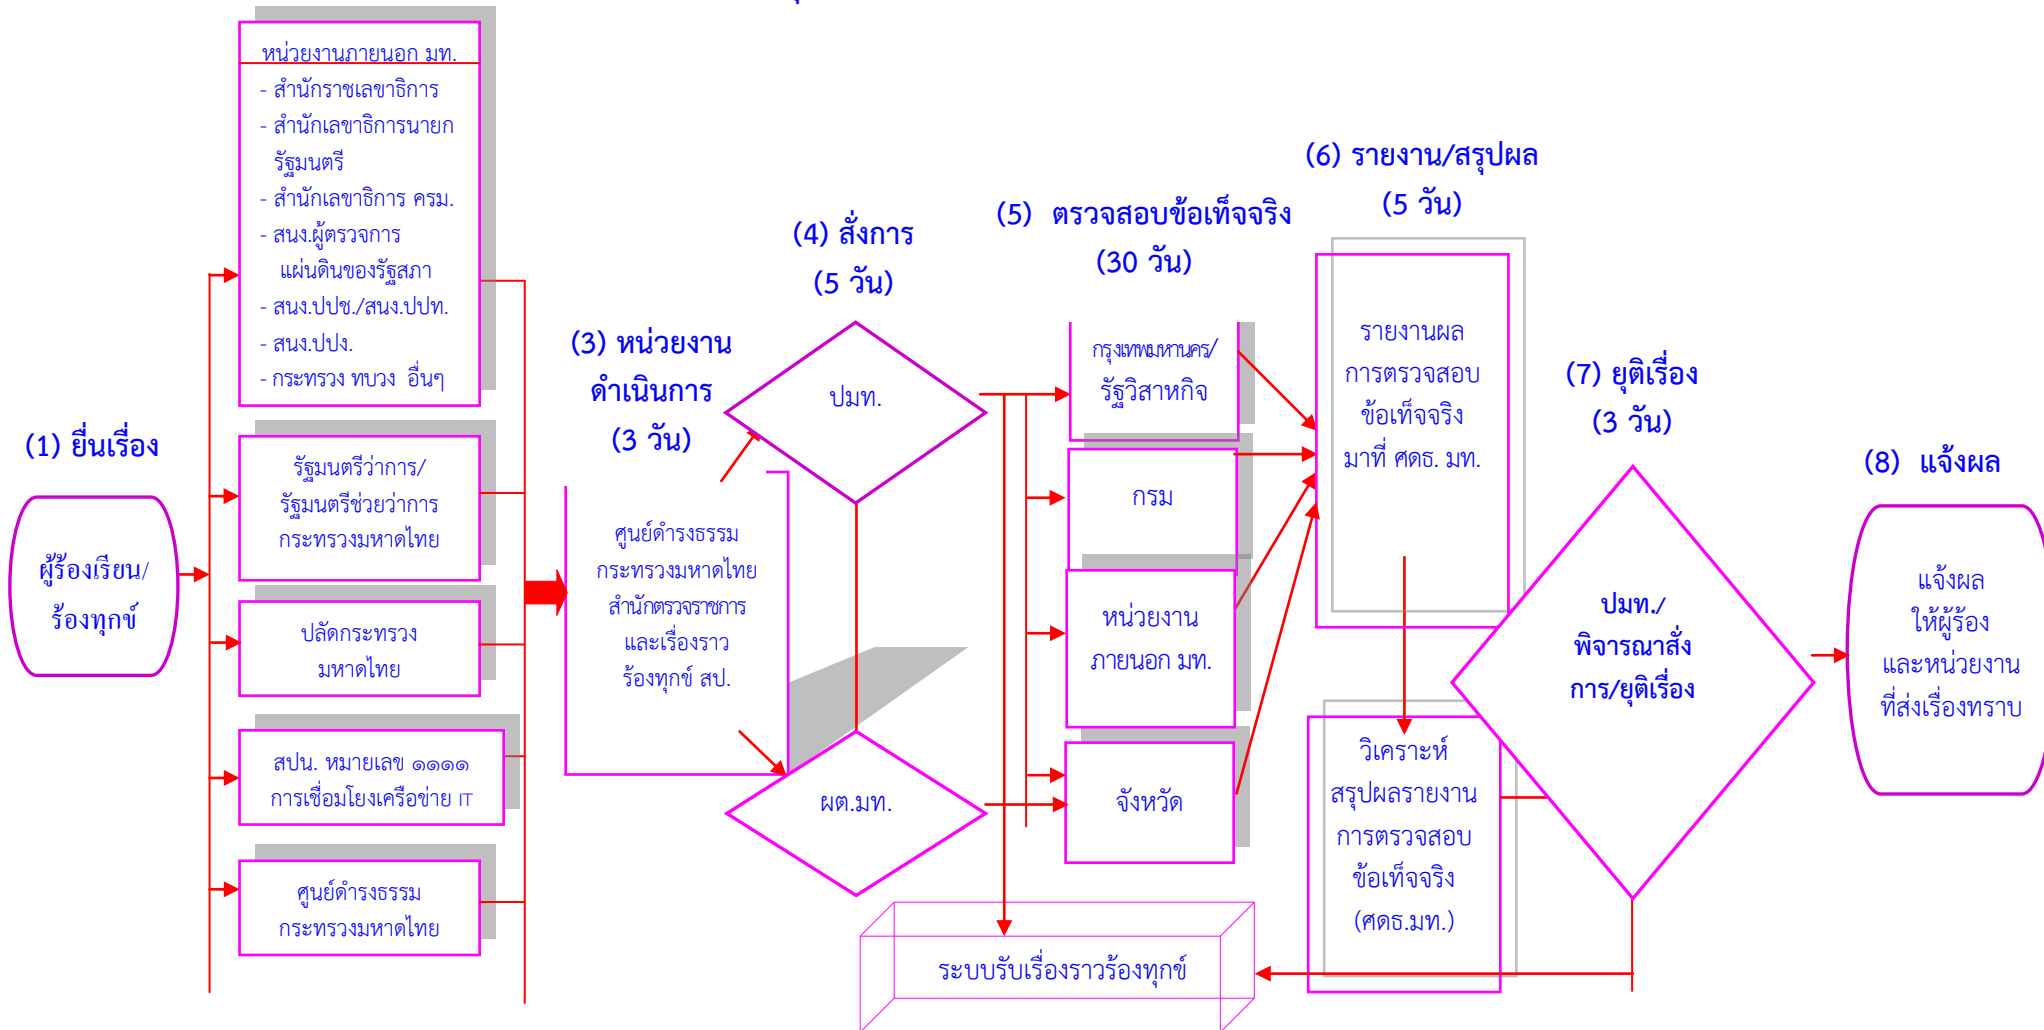 (1) ยื่นเรื่อง
ผู้ร้องเรียน/
ร้องทุกข์
หน่วยงานภายนอก มท.
- สำนักราชเลขาธิการ
- สำนักเลขาธิการนายก
รัฐมนตรี
- สำนักเลขาธิการ ครม.
- สนง.ผู้ตรวจการ
แผ่นดินของรัฐสภา
- สนง.ปปช./สนง.ปปท.
- สนง.ปปง.
- กระทรวง ทบวง อื่นๆ
รัฐมนตรีว่าการ/
รัฐมนตรีช่วยว่าการ
กระทรวงมหาดไทย
ปลัดกระทรวง
มหาดไทย
สปน. หมายเลข ๑๑๑๑
การเชื่อมโยงเครือข่าย IT
ศูนย์ดำรงธรรม
กระทรวงมหาดไทย
(3) หน่วยงาน
ดำเนินการ
(3 วัน)
ศูนย์ดำรงธรรม
กระทรวงมหาดไทย
สำนักตรวจราชการ
และเรื่องราว
ร้องทุกข์ สป.
(4) สั่งการ
(5 วัน)
ปมท.
ผต.มท.
(5) ตรวจสอบข้อเท็จจริง
(30 วัน)
กรุงเทพมหานคร/
รัฐวิสาหกิจ
กรม
หน่วยงาน
ภายนอก มท.
จังหวัด
ระบบรับเรื่องราวร้องทุกข์
(6) รายงาน/สรุปผล
(5 วัน)
รายงานผล
การตรวจสอบ
ข้อเท็จจริง
มาที่ ศดธ. มท.
วิเคราะห์
สรุปผลรายงาน
การตรวจสอบ
ข้อเท็จจริง
(ศดธ.มท.)
(7) ยุติเรื่อง
(3 วัน)
ปมท./
พิจารณาสั่ง
การ/ยุติเรื่อง
(8) แจ้งผล
แจ้งผล
ให้ผู้ร้อง
และหน่วยงาน
ที่ส่งเรื่องทราบ